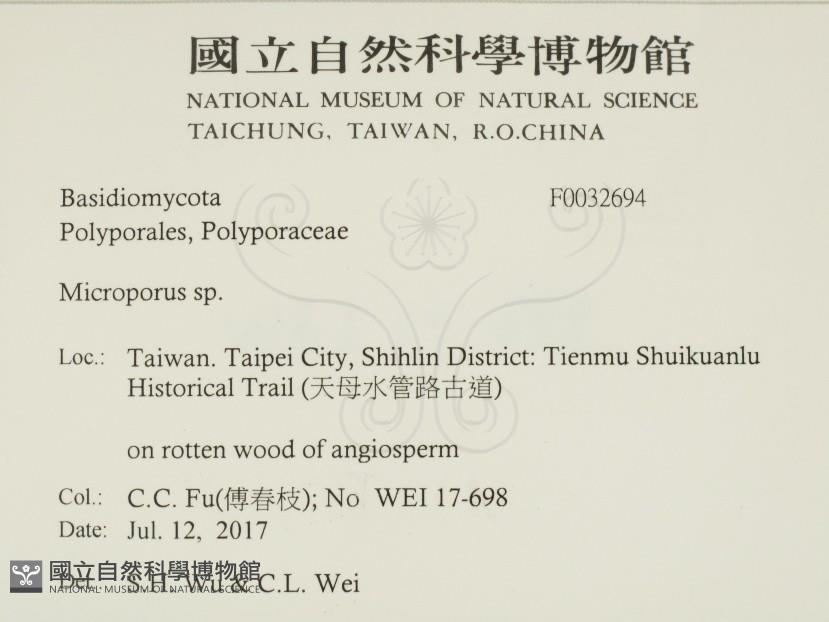 國立自然科學博物館
NATIONAL MUSEUM OF NATURAL SCIENCE
TAICHUNG, TAIWAN, R.O.CHINA
Basidiomycota F0032694
Polyporales, Polyporaceae
Microporus sp.
Loc.: Taiwan. Taipei City, Shihlin District: Tienmu Shuikuanlu
Historical Trail (天母水管路古道)
on rotten wood of angiosperm
Col.: C.C. Fu(傅春枝); No WEI 17-698
Date: Jul. 12, 2017
Det.: S.H. Wu & C.L. Wei
國立自然科學博物館
NATIONAL MUSEUM OF NATURAL SCIENCE